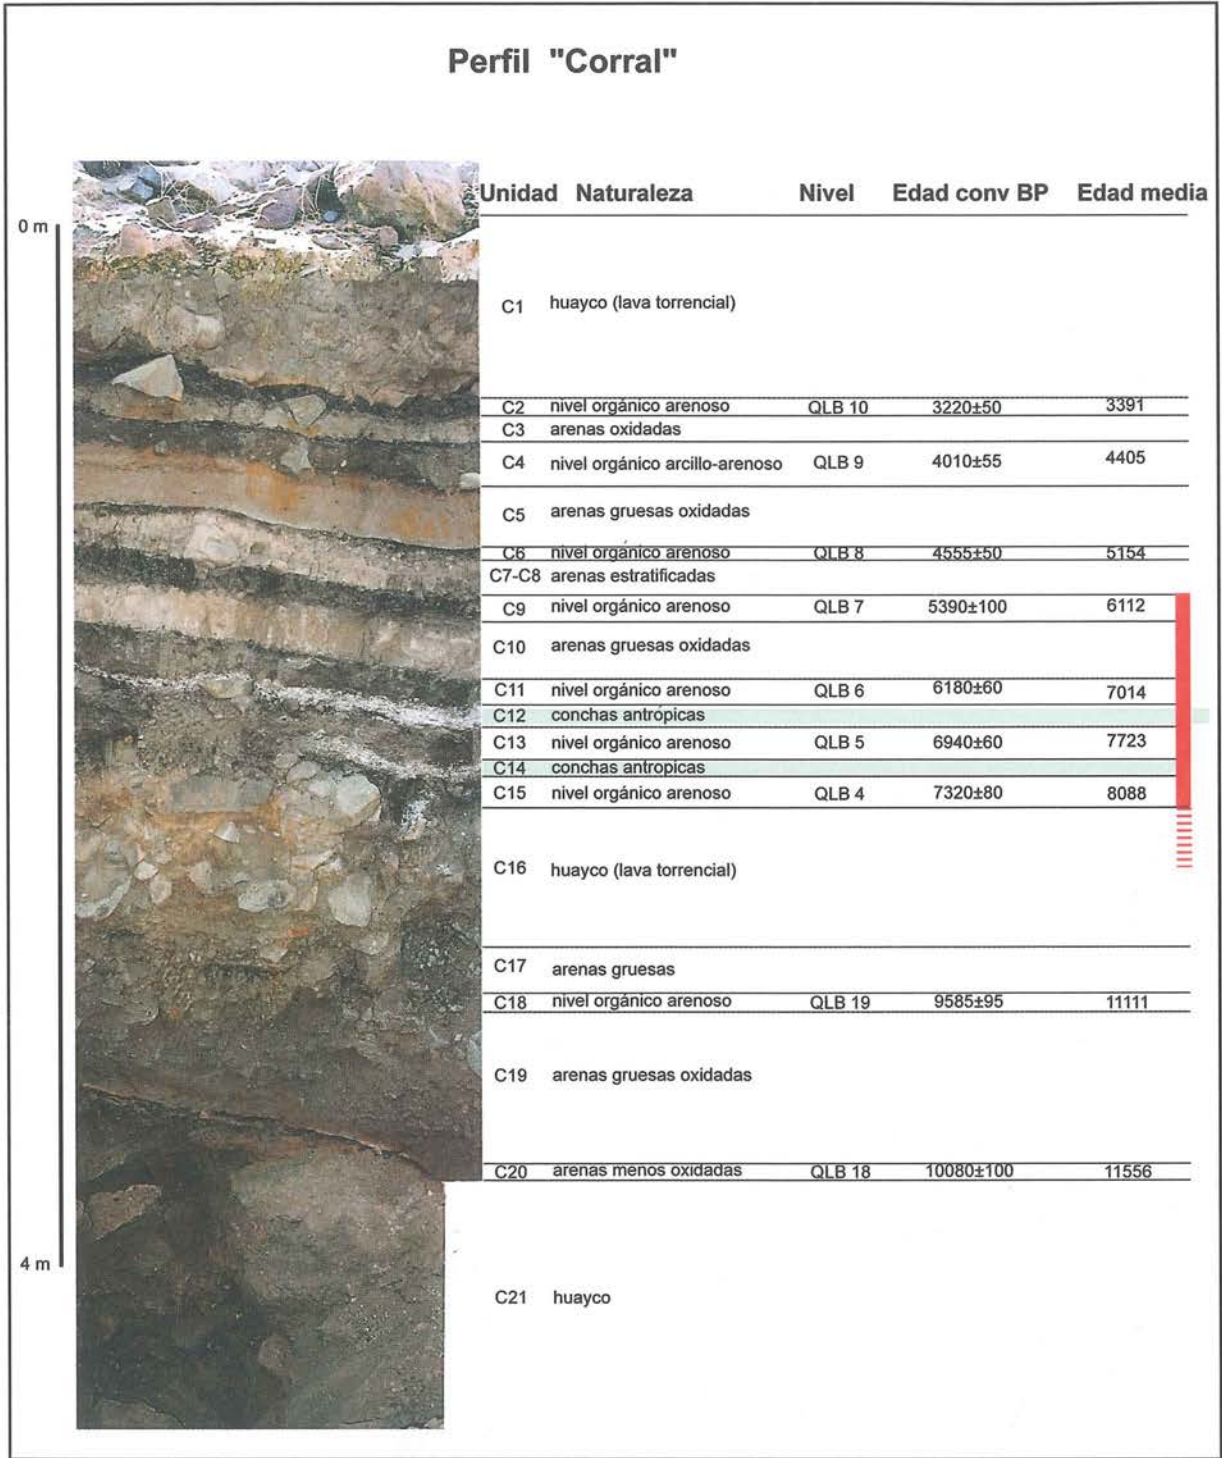 Perfil "Corral"
Unidad Naturaleza Nivel Edad conv BP Edad media
0 m
C1 huayco (lava torrencial)
C2 nivel orgánico arenoso QLB 10 3220±50 3391
C3 arenas oxidadas
C4 nivel orgánico arcillo-arenoso QLB 9 4010±55 4405
C5 arenas gruesas oxidadas
C6 nivel orgánico arenoso QLB 8 4555±50 5154
C7-C8 arenas estratificadas
C9 nivel orgánico arenoso QLB 7 5390±100 6112
C10 arenas gruesas oxidadas
C11 nivel orgánico arenoso QLB 6 6180±60 7014
C12 conchas antrópicas
C13 nivel orgánico arenoso QLB 5 6940±60 7723
C14 conchas antropicas
C15 nivel orgánico arenoso QLB 4 7320±80 8088
C16 huayco (lava torrencial)
C17 arenas gruesas
C18 nivel orgánico arenoso QLB 19 9585±95 11111
C19 arenas gruesas oxidadas
C20 arenas menos oxidadas QLB 18 10080±100 11556
4 m
C21 huayco